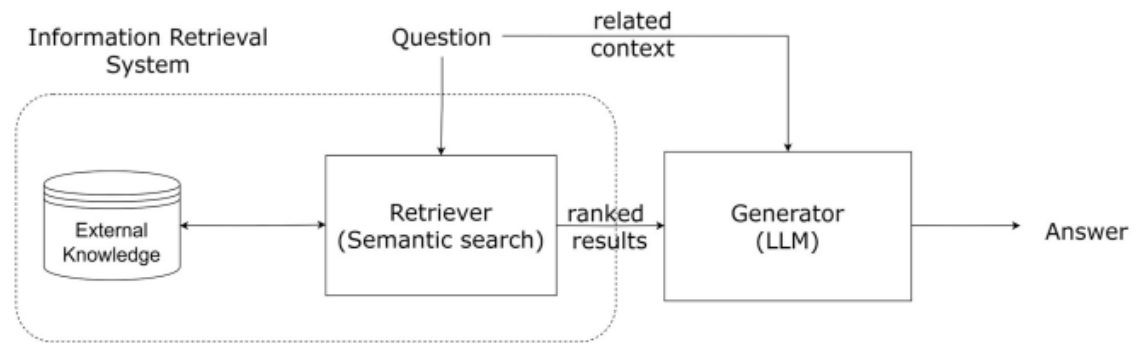 Information Retrieval
System
Question
related
context
External
Knowledge
Retriever
(Semantic search)
ranked
results
Generator
(LLM)
Answer